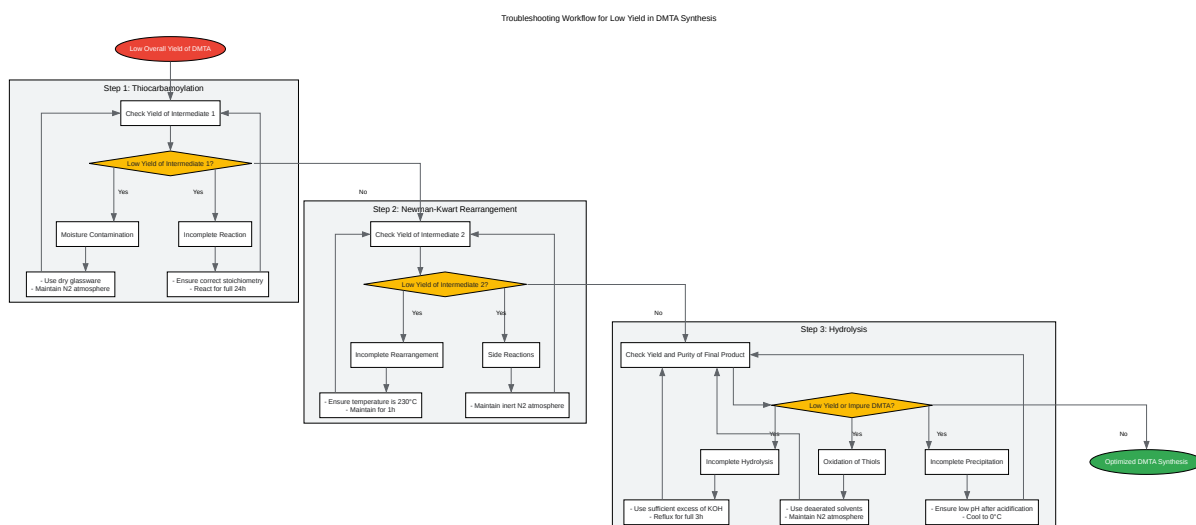 Troubleshooting Workflow for Low Yield in DMTA Synthesis
Low Overall Yield of DMTA
Step 1: Thiocarbamoylation
Check Yield of Intermediate 1
Low Yield of Intermediate 1?
Yes
Yes
No
Moisture Contamination
Incomplete Reaction
- Use dry glassware
- Maintain N2 atmosphere
- Ensure correct stoichiometry
- React for full 24h
Step 2: Newman-Kwart Rearrangement
Check Yield of Intermediate 2
Low Yield of Intermediate 2?
Yes
Yes
No
Incomplete Rearrangement
Side Reactions
- Ensure temperature is 230°C
- Maintain for 1h
- Maintain inert N2 atmosphere
Step 3: Hydrolysis
Check Yield and Purity of Final Product
Low Yield or Impure DMTA?
Yes
Yes
Yes
No
Incomplete Hydrolysis
Oxidation of Thiols
Incomplete Precipitation
Optimized DMTA Synthesis
- Use sufficient excess of KOH
- Reflux for full 3h
- Use deaerated solvents
- Maintain N2 atmosphere
- Ensure low pH after acidification
- Cool to 0°C